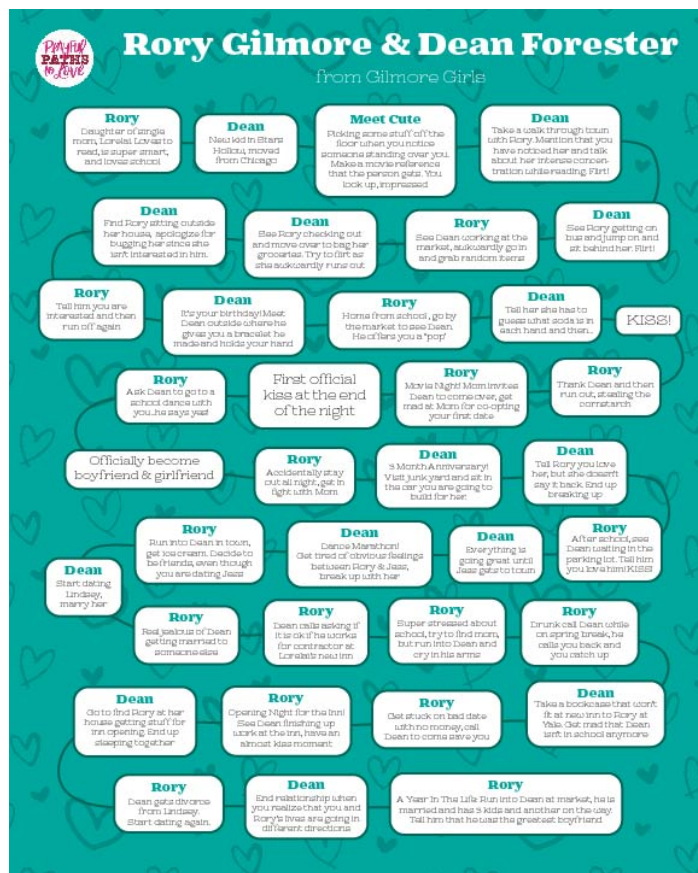 PLAYFUL
PATHS
to Love
Rory Gilmore & Dean Forester
from Gilmore Girls
Rory
Daughter of single
mom, Lorelai. Loves to
read, is super smart,
and loves school
Dean
New kid in Stars
Hollow, moved
from Chicago
Meet Cute
Picking some stuff off the
floor when you notice
someone standing over you.
Make a movie reference
that the person gets. You
look up, impressed
Dean
Take a walk through town
with Rory. Mention that you
have noticed her and talk
about her intense concen-
tration while reading. Flirt!
Dean
See Rory getting on
bus and jump on and
sit behind her. Flirt!
Rory
See Dean working at the
market, awkwardly go in
and grab random items
Dean
See Rory checking out
and move over to bag her
groceries. Try to flirt as
she awkwardly runs out
Dean
Find Rory sitting outside
her house, apologize for
bugging her since she
isn't interested in him.
Rory
Tell him you are
interested and then
run off again
Dean
It's your birthday! Meet
Dean outside where he
gives you a bracelet he
made and holds your hand
Rory
Home from school, go by
the market to see Dean.
He offers you a "pop"
Dean
Tell her she has to
guess what soda is in
each hand and then...
KISS!
Rory
Thank Dean and then
run out, stealing the
cornstarch
Rory
Movie Night! Mom invites
Dean to come over, get
mad at Mom for co-opting
your first date
First official
kiss at the end
of the night
Rory
Ask Dean to go to a
school dance with
you..he says yes!
Officially become
boyfriend & girlfriend
Rory
Accidentally stay
out all night, get in
fight with Mom
Dean
3 Month Anniversary!
Visit junkyard and sit in
the car you are going to
build for her.
Dean
Tell Rory you love
her, but she doesn't
say it back. End up
breaking up
Rory
After school, see
Dean waiting in the
parking lot. Tell him
you love him! KISS!
Dean
Everything is
going great until
Jess gets to town
Dean
Dance Marathon!
Get tired of obvious feelings
between Rory & Jess,
break up with her
Rory
Run into Dean in town,
get ice cream. Decide to
be friends, even though
you are dating Jess
Dean
Start dating
Lindsey,
marry her
Rory
Real jealous of Dean
getting married to
someone else
Rory
Dean calls asking if
it is ok if he works
for contractor at
Lorelai's new inn
Rory
Super stressed about
school, try to find mom,
but run into Dean and
cry in his arms
Rory
Drunk call Dean while
on spring break, he
calls you back and
you catch up
Dean
Take a bookcase that won't
fit at new inn to Rory at
Yale. Get mad that Dean
isn't in school anymore
Rory
Get stuck on bad date
with no money, call
Dean to come save you
Rory
Opening Night for the Inn!
See Dean finishing up
work at the inn, have an
almost kiss moment
Dean
Go to find Rory at her
house getting stuff for
inn opening. End up
sleeping together
Rory
Dean gets divorce
from Lindsey.
Start dating again.
Dean
End relationship when
you realize that you and
Rory's lives are going in
different directions
Rory
A Year In The Life: Run into Dean at market, he is
married and has 3 kids and another on the way.
Tell him that he was the greatest boyfriend